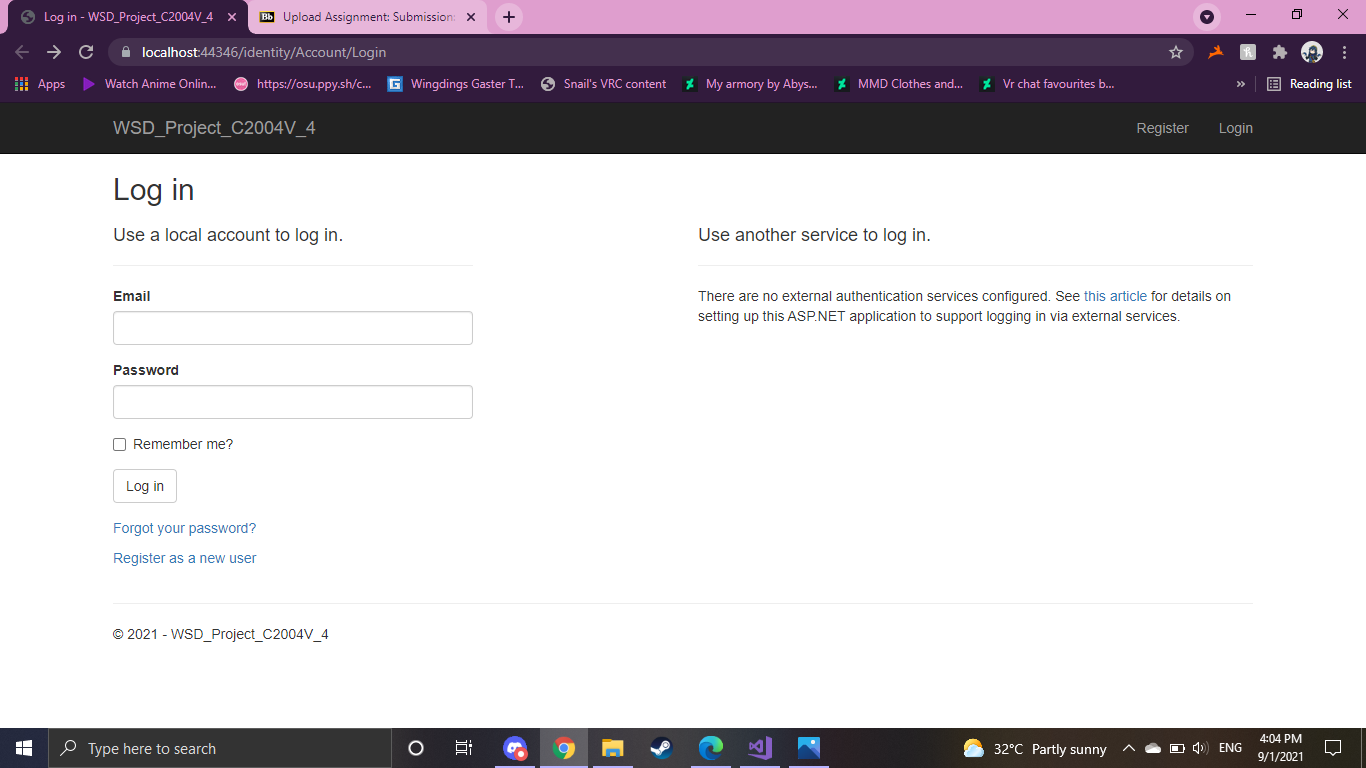 Log in - WSD_Project_C2004V_4
Bb Upload Assignment: Submission
localhost:44346/identity/Account/Login
Apps Watch Anime Onlin... osu! https://osu.ppy.sh/c... Wingdings Gaster T... Snail's VRC content My armory by Abys... MMD Clothes and... Vr chat favourites b... » Reading list
WSD_Project_C2004V_4 Register Login
Log in
Use a local account to log in. Use another service to log in.
Email
Password
There are no external authentication services configured. See this article for details on
setting up this ASP.NET application to support logging in via external services.
Remember me?
Log in
Forgot your password?
Register as a new user
© 2021 - WSD_Project_C2004V_4
Type here to search 32°C Partly sunny ENG
4:04 PM
9/1/2021